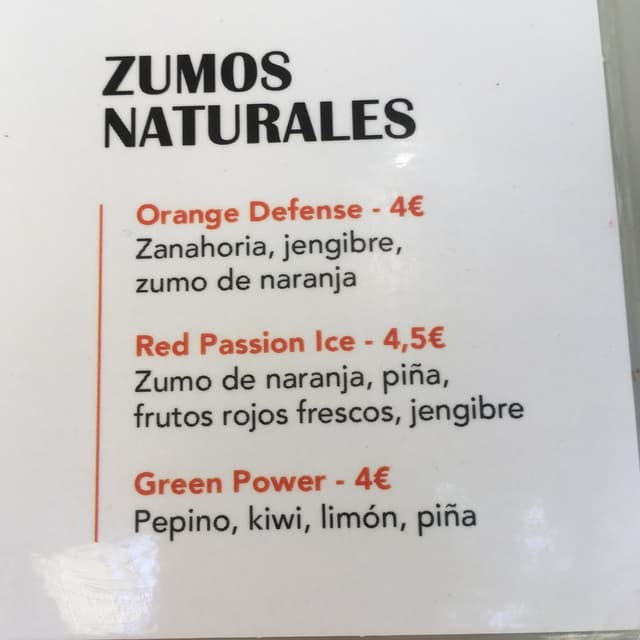 ZUMOS
NATURALES
Orange Defense - 4€
Zanahoria, jengibre,
zumo de naranja
Red Passion Ice - 4,5€
Zumo de naranja, piña,
frutos rojos frescos, jengibre
Green Power - 4€
Pepino, kiwi, limón, piña